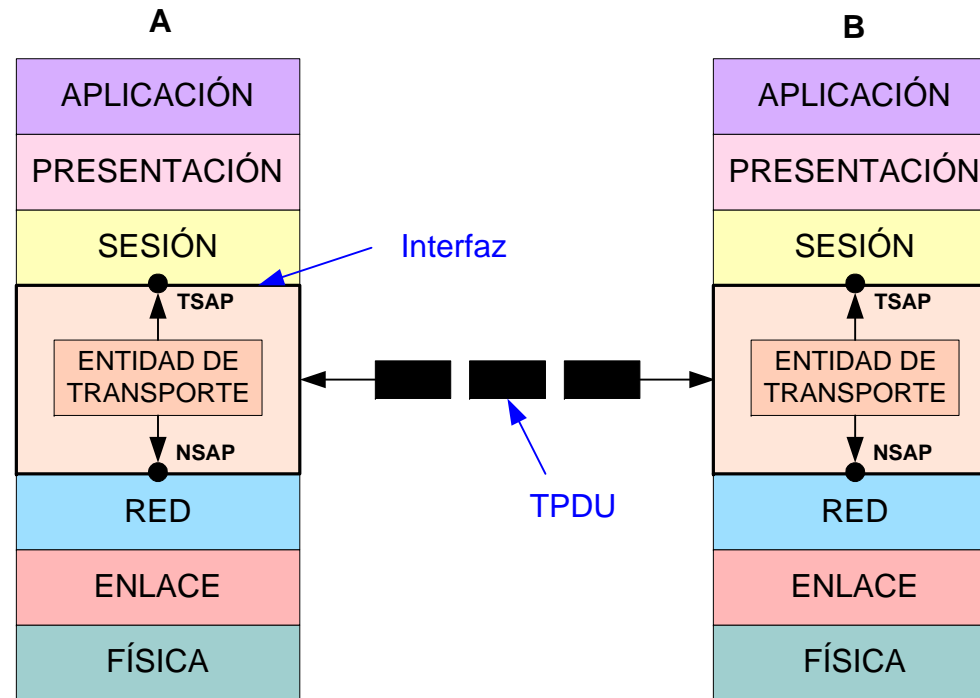 A
APLICACIÓN
PRESENTACIÓN
SESIÓN
TSAP
ENTIDAD DE
TRANSPORTE
NSAP
RED
ENLACE
FÍSICA
Interfaz
TPDU
B
APLICACIÓN
PRESENTACIÓN
SESIÓN
TSAP
ENTIDAD DE
TRANSPORTE
NSAP
RED
ENLACE
FÍSICA